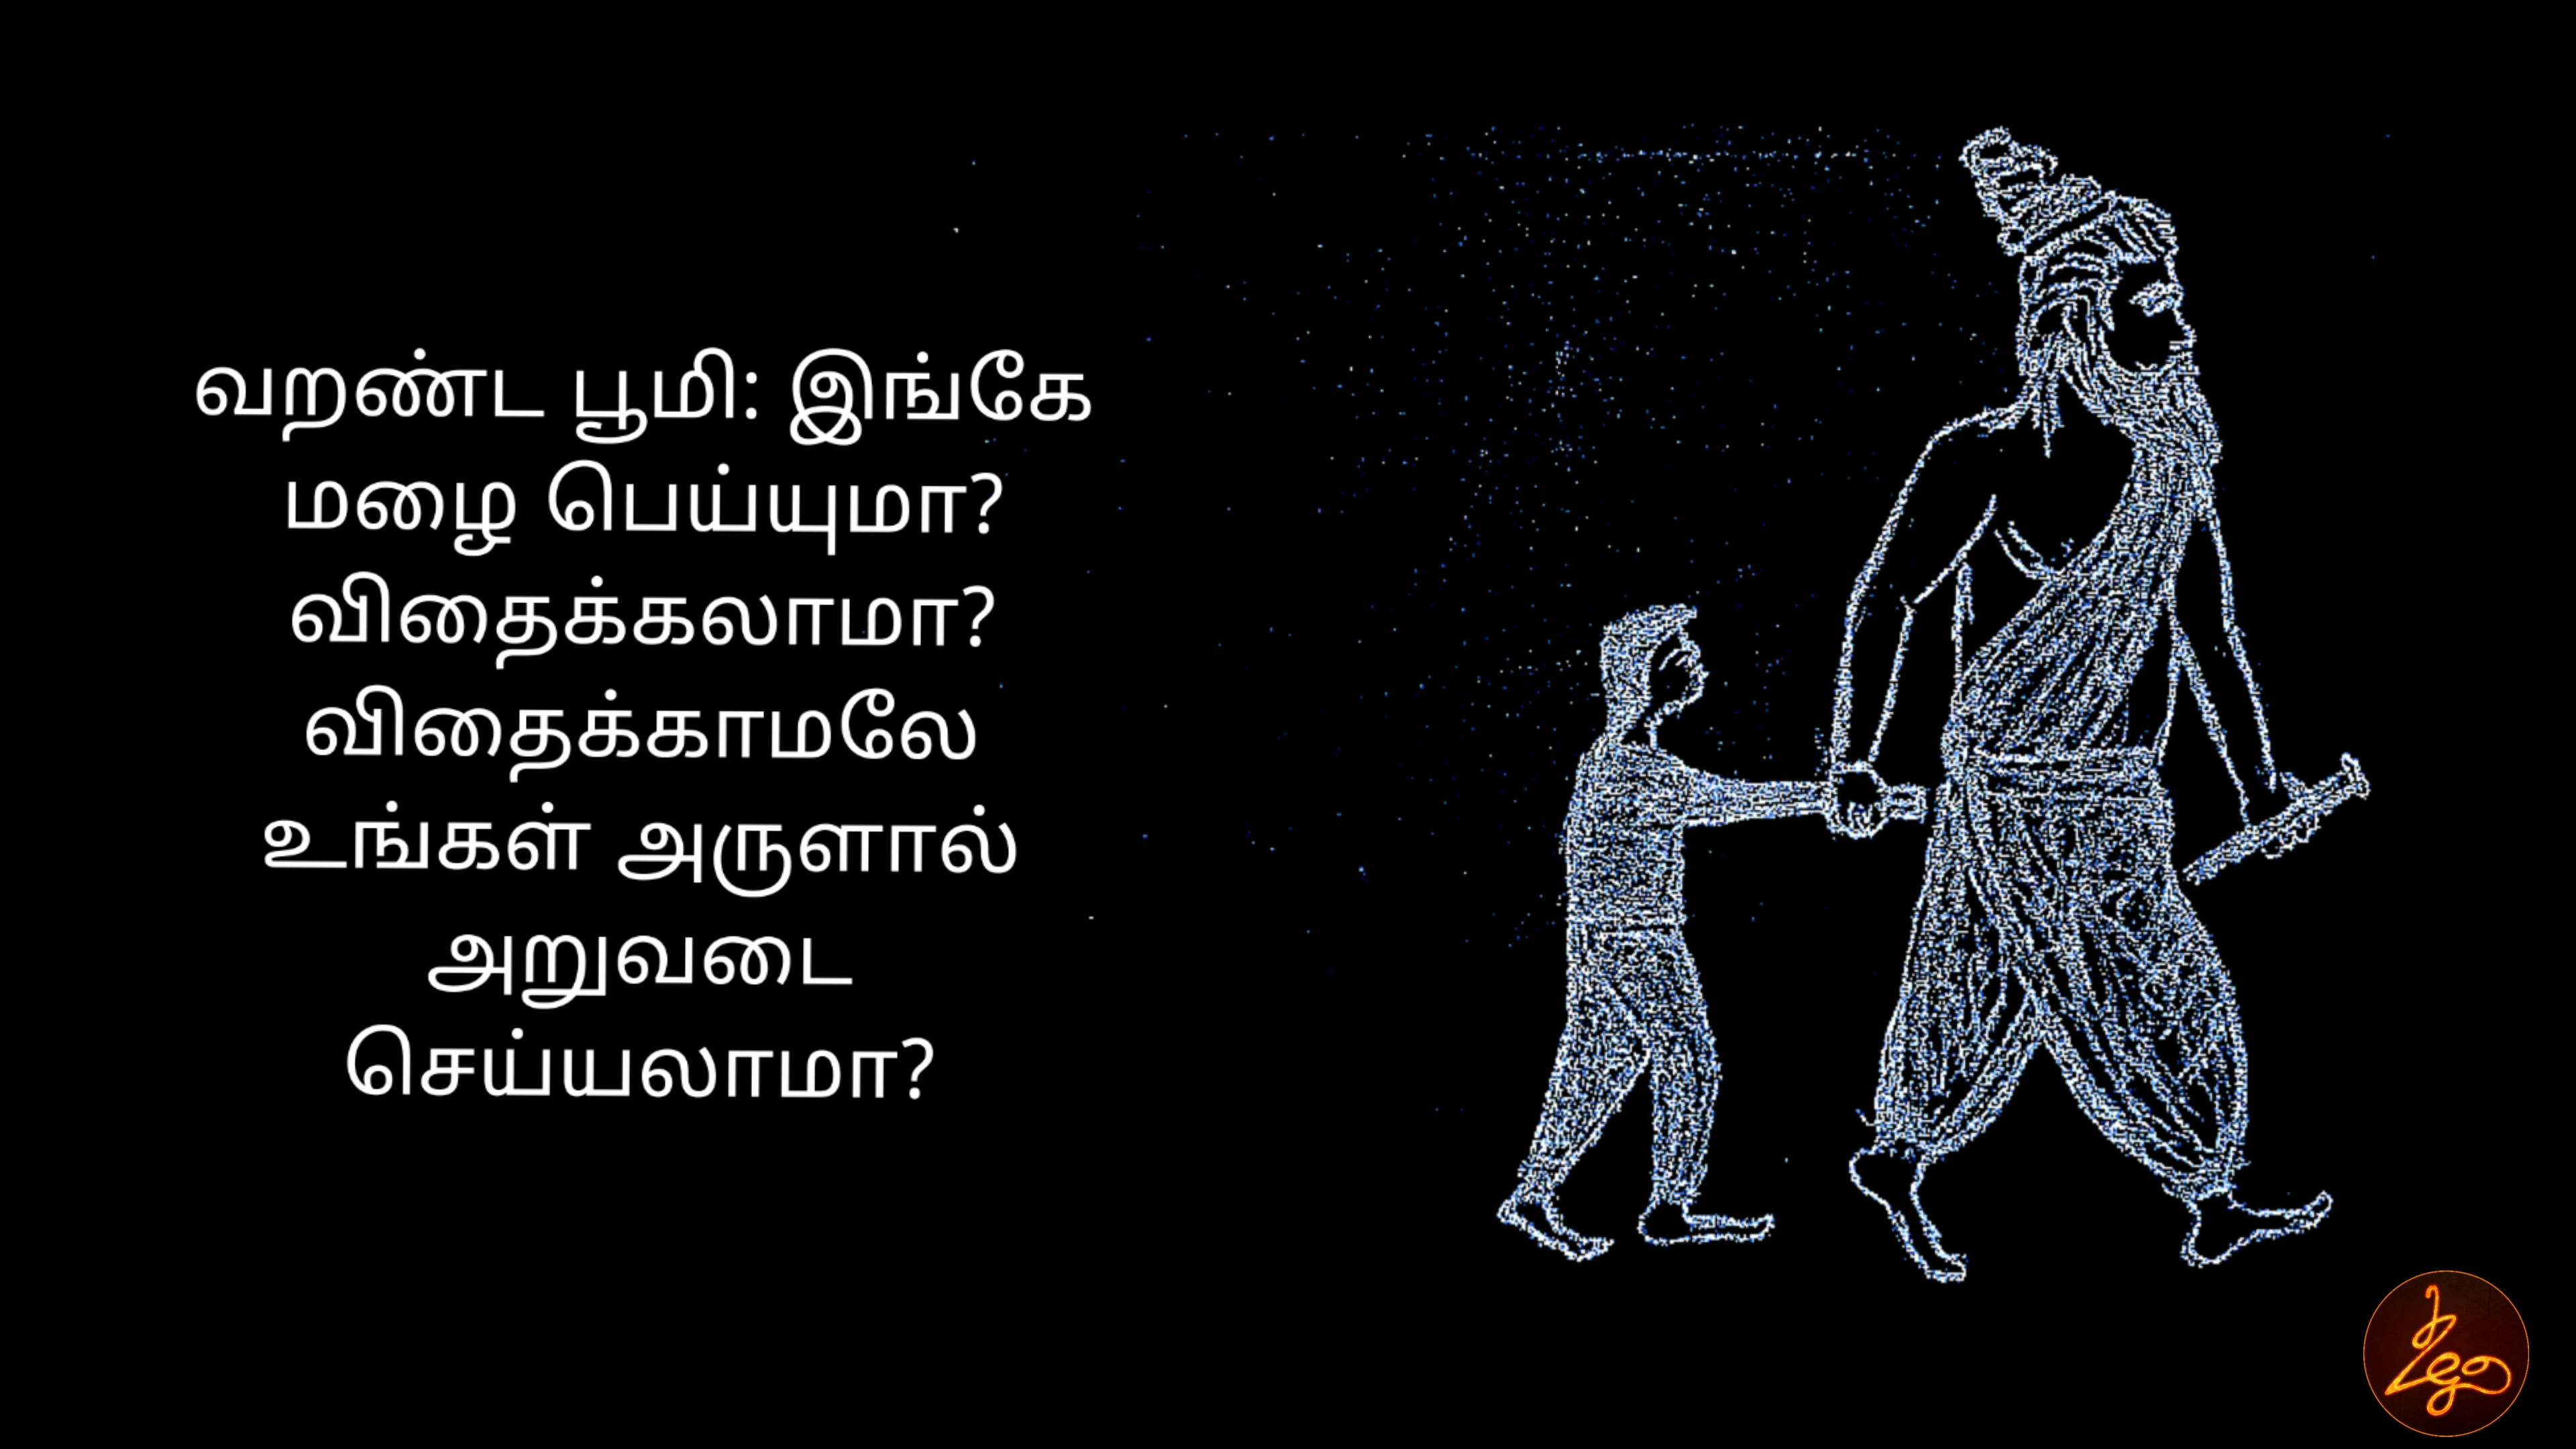 வறண்ட பூமி: இங்கே
மழை பெய்யுமா?
விதைக்கலாமா?
விதைக்காமலே
உங்கள் அருளால்
அறுவடை
செய்யலாமா?